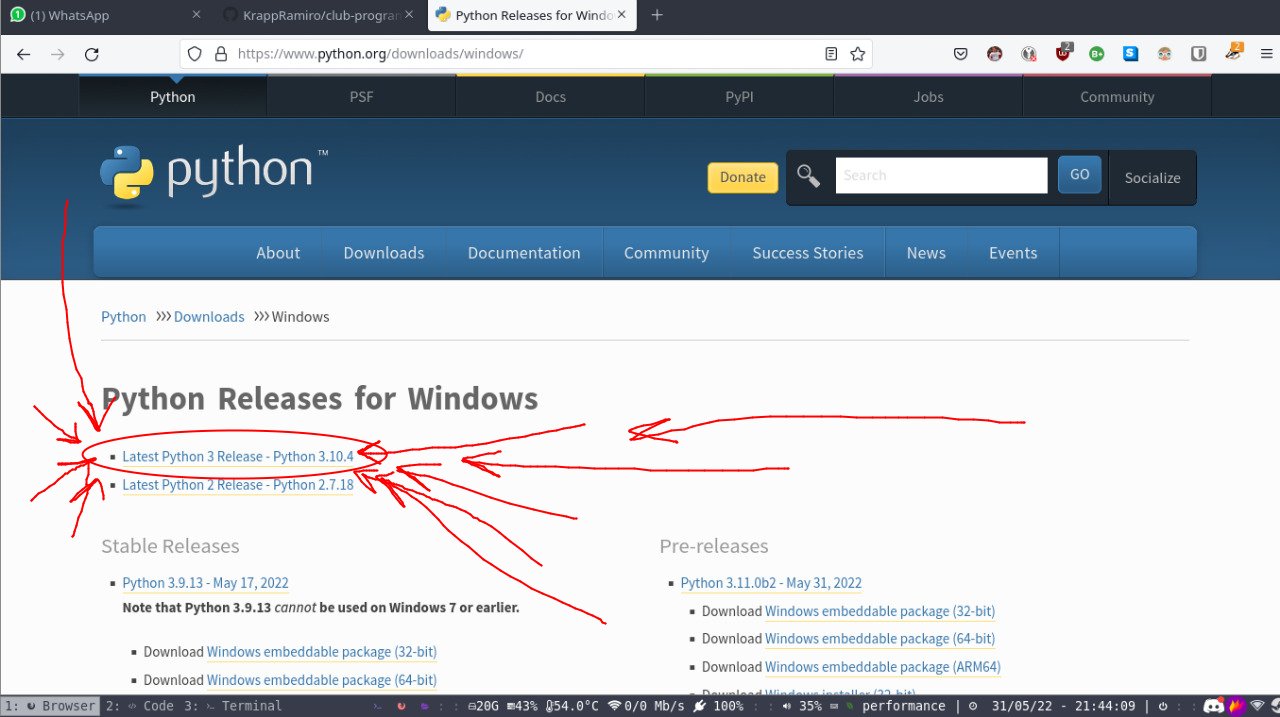 (1) WhatsApp
KrappRamiro/club-progran
Python Releases for Windo
https://www.python.org/downloads/windows/
2
B+
S
2
Python PSF Docs PyPI Jobs Community
python™
Donate
Search
GO
Socialize
About Downloads Documentation Community Success Stories News Events
Python »» Downloads »» Windows
Python Releases for Windows
Latest Python 3 Release - Python 3.10.4
Latest Python 2 Release - Python 2.7.18
Stable Releases
Python 3.9.13 - May 17, 2022
Note that Python 3.9.13 cannot be used on Windows 7 or earlier.
Download Windows embeddable package (32-bit)
Download Windows embeddable package (64-bit)
Pre-releases
Python 3.11.0b2 - May 31, 2022
Download Windows embeddable package (32-bit)
Download Windows embeddable package (64-bit)
Download Windows embeddable package (ARM64)
Download Windows installer (32-bit)
1: Browser 2: Code 3: Terminal 20G 43% 54.0°C 0/0 Mb/s 100% : : 35% performance | 31/05/22 - 21:44:09 |